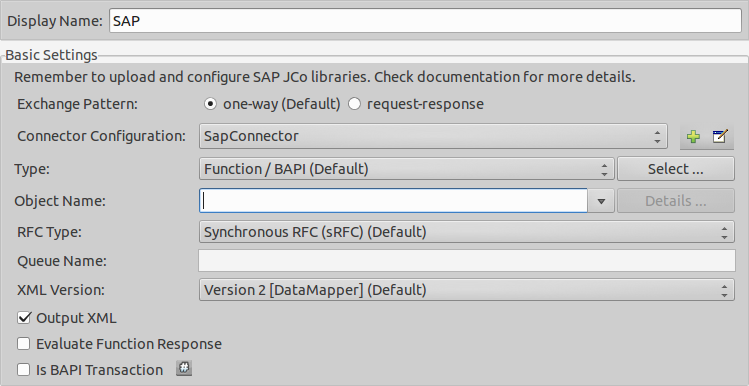 Display Name: SAP
Basic Settings
Remember to upload and configure SAP JCo libraries. Check documentation for more details.
Exchange Pattern: one-way (Default) request-response
Connector Configuration: SapConnector
Type: Function / BAPI (Default) Select ...
Object Name: Details ...
RFC Type: Synchronous RFC (sRFC) (Default)
Queue Name:
XML Version: Version 2 [DataMapper] (Default)
Output XML
Evaluate Function Response
Is BAPI Transaction #